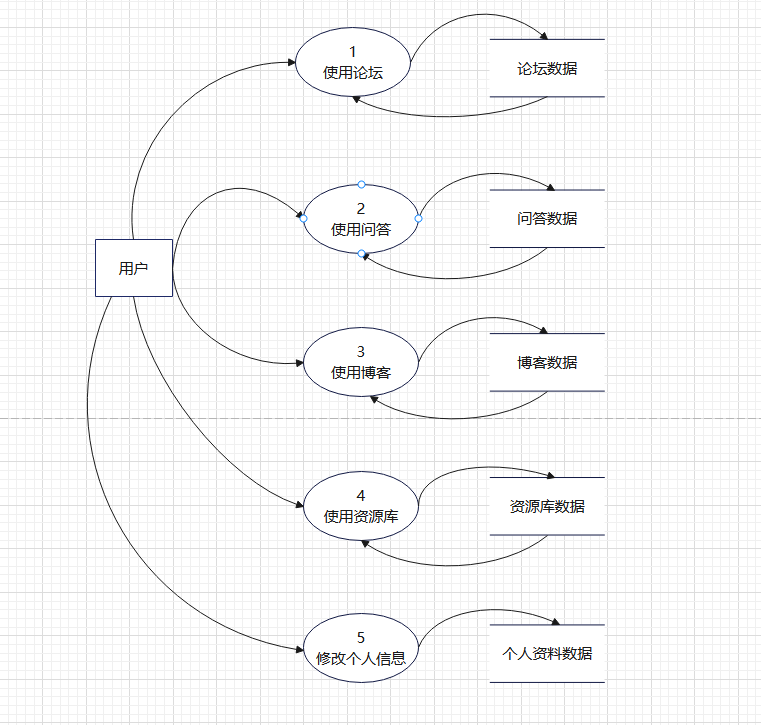 1
使用论坛
论坛数据
2
使用问答
问答数据
用户
3
使用博客
博客数据
4
使用资源库
资源库数据
5
修改个人信息
个人资料数据